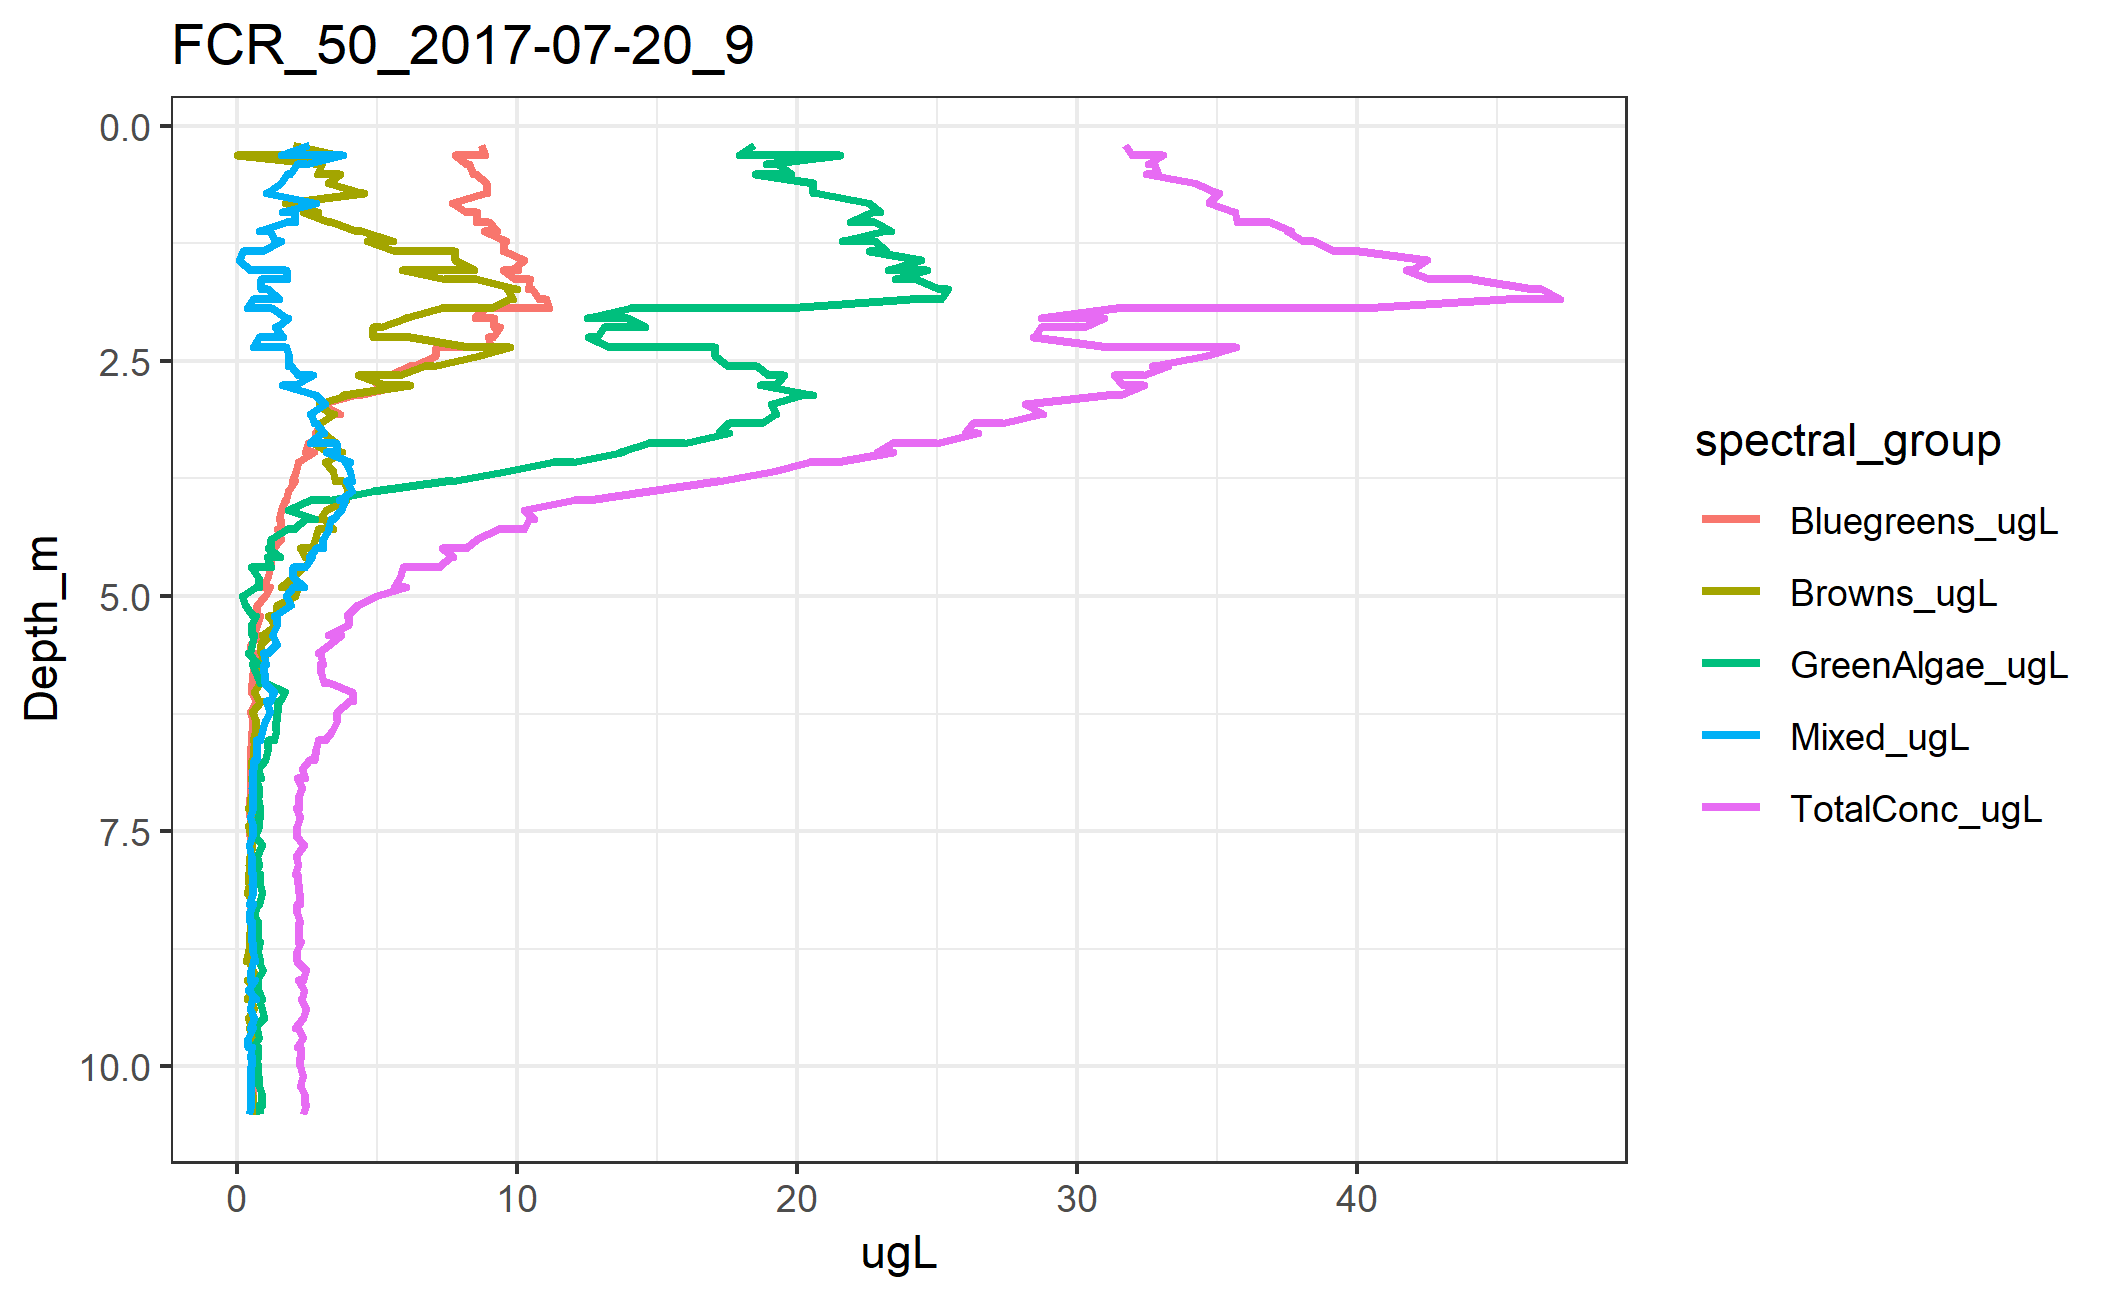 FCR_50_2017-07-20_9
0.0
2.5
5.0
7.5
10.0
Depth_m
0 10 20 30 40
ugL
spectral_group
Bluegreens_ugL
Browns_ugL
GreenAlgae_ugL
Mixed_ugL
TotalConc_ugL